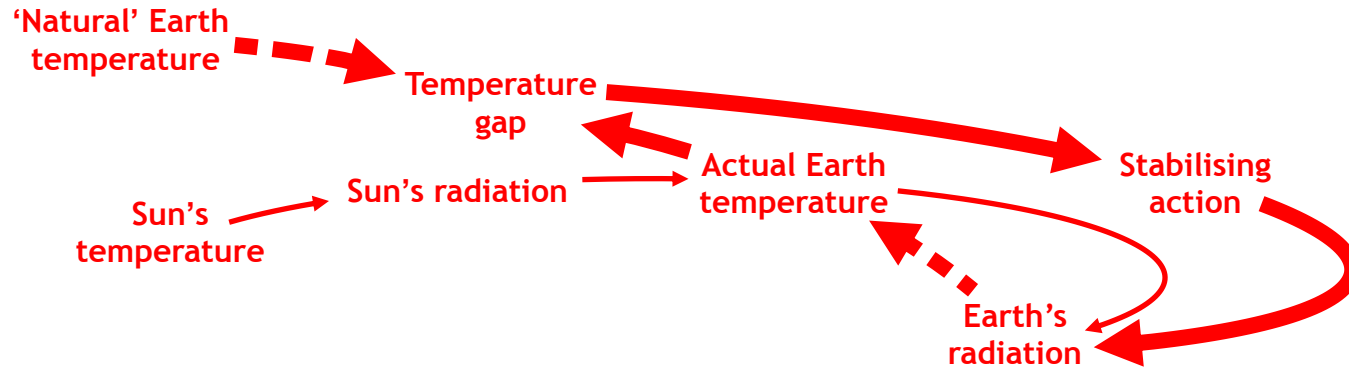 ‘Natural’ Earth
temperature
Temperature
gap
Actual Earth
temperature
Stabilising
action
Sun’s radiation
Sun’s
temperature
Earth’s
radiation